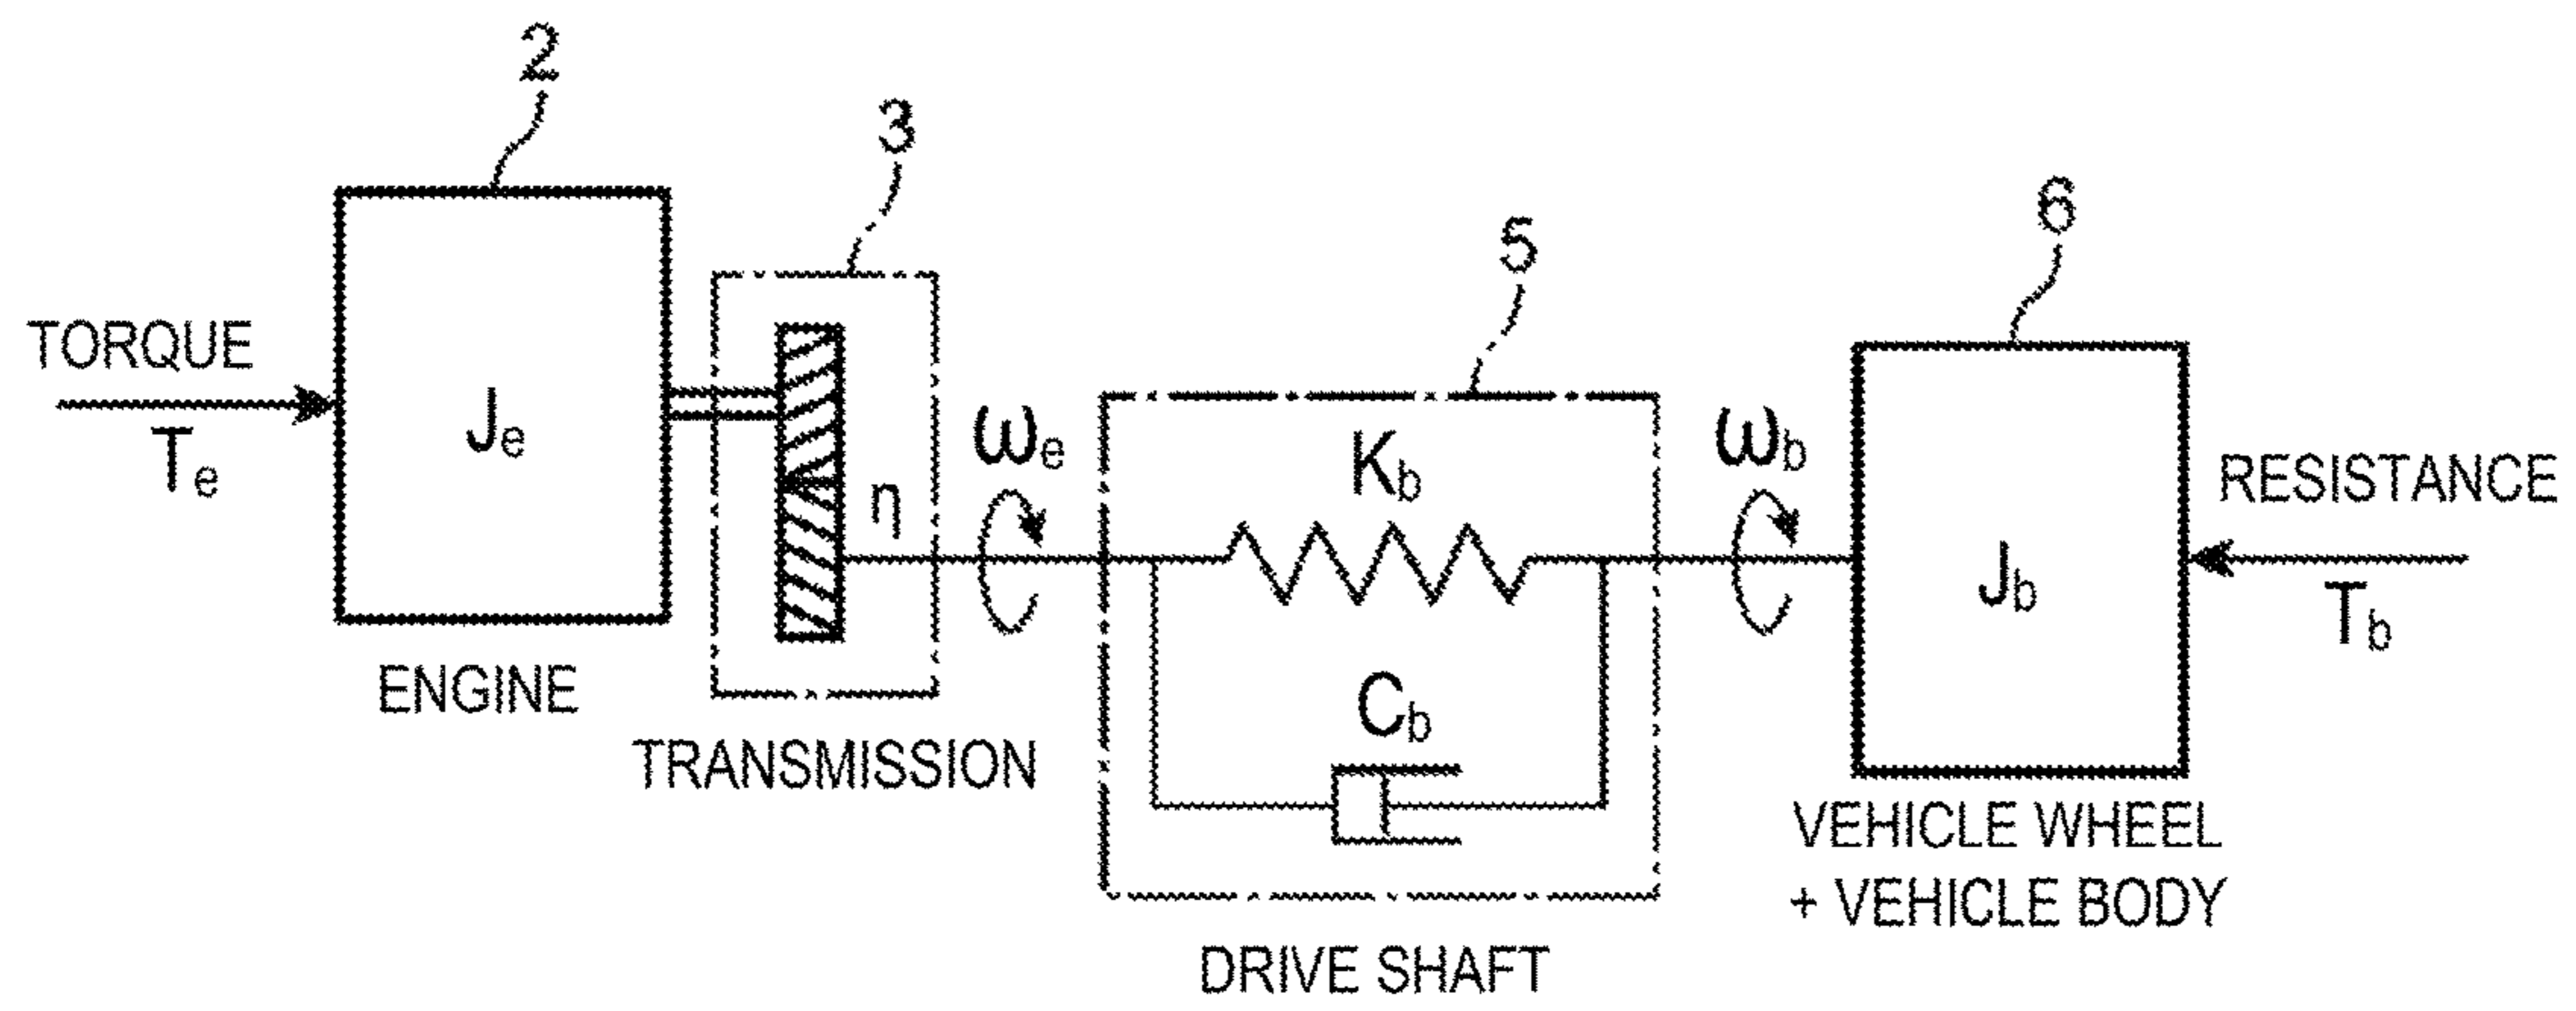 2
3
5
6
TORQUE
Te
Je
ENGINE
η
TRANSMISSION
ωe
Kb
Cb
DRIVE SHAFT
ωb
Jb
VEHICLE WHEEL
+ VEHICLE BODY
RESISTANCE
Tb